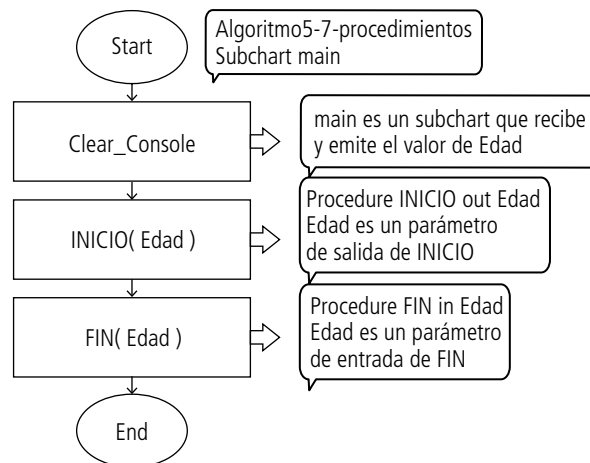 Start
Algoritmo5-7-procedimientos
Subchart main
Clear_Console
main es un subchart que recibe
y emite el valor de Edad
INICIO( Edad )
Procedure INICIO out Edad
Edad es un parámetro
de salida de INICIO
FIN( Edad )
Procedure FIN in Edad
Edad es un parámetro
de entrada de FIN
End